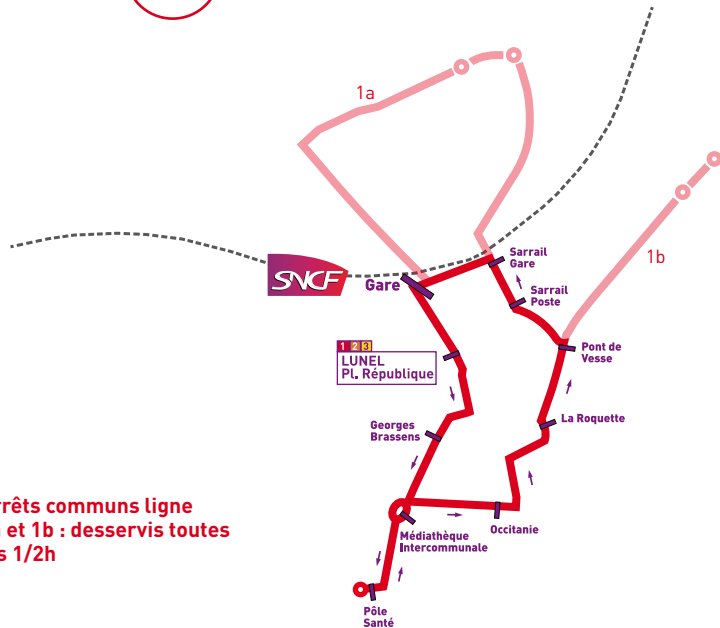 1a
1b
SNCF
Gare
Sarrail
Gare
Sarrail
Poste
Pont de
Vesse
1 2 3
LUNEL
Pl. République
La Roquette
Georges
Brassens
Occitanie
Médiathèque
Intercommunale
Pôle
Santé
rrêts communs ligne
et 1b : desservis toutes
s 1/2h